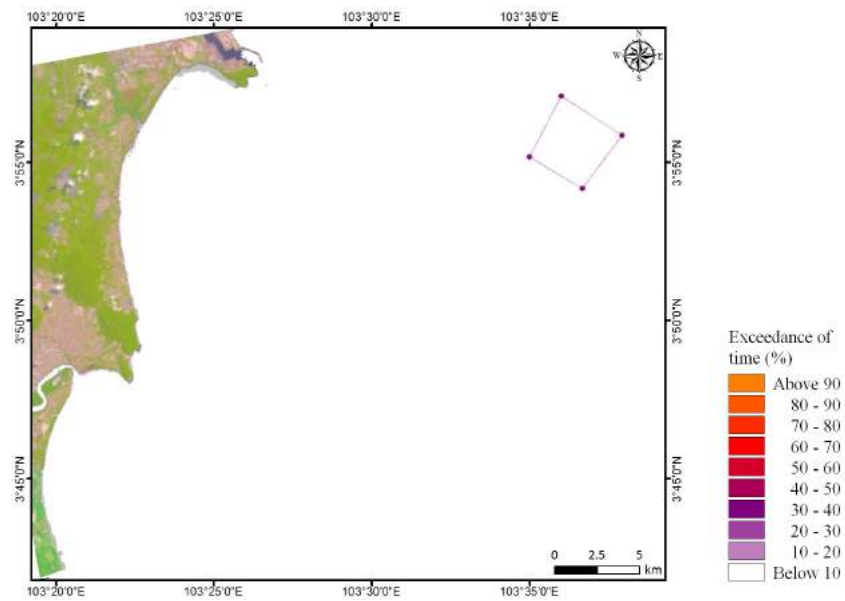 103°20'0"E 103°25'0"E 103°30'0"E 103°35'0"E
N
W E
S
3°55'0"N 3°55'0"N
3°50'0"N 3°50'0"N
3°45'0"N 3°45'0"N
Exceedance of
time (%)
Above 90
80 - 90
70 - 80
60 - 70
50 - 60
40 - 50
30 - 40
20 - 30
10 - 20
Below 10
0 2.5 5
km
103°20'0"E 103°25'0"E 103°30'0"E 103°35'0"E